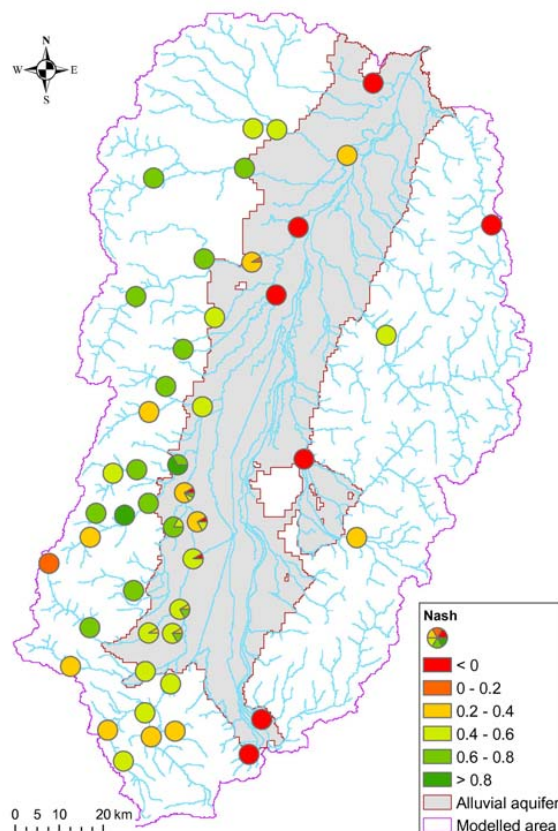 N
W E
S
Nash
< 0
0 - 0.2
0.2 - 0.4
0.4 - 0.6
0.6 - 0.8
> 0.8
Alluvial aquifer
Modelled area
0 5 10 20 km